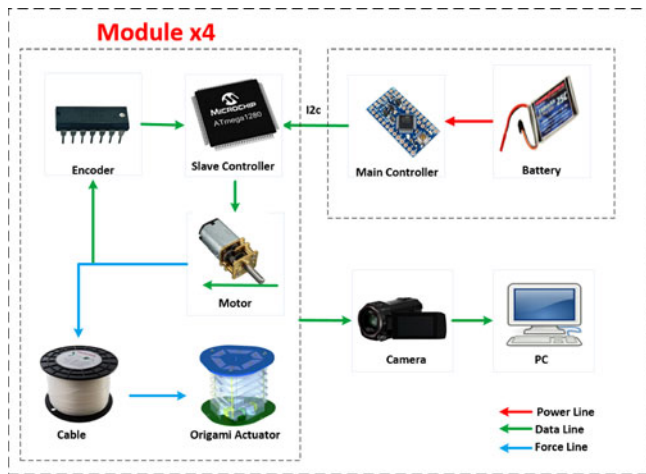 Module x4
MICROCHIP
ATmega1280
I2c
Encoder
Slave Controller
Main Controller
Battery
Motor
Camera
PC
Cable
Origami Actuator
Power Line
Data Line
Force Line